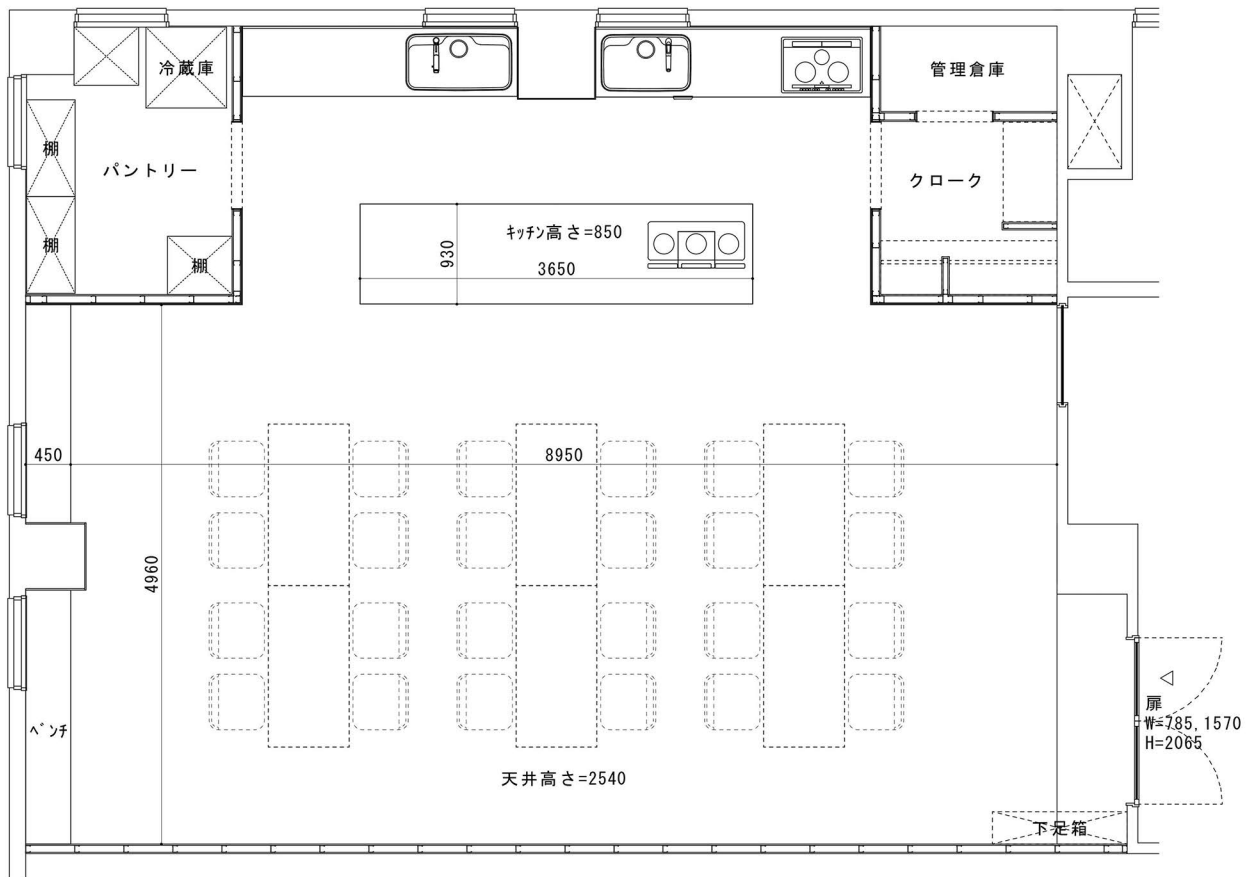 冷蔵庫
管理倉庫
棚
パントリー
クローク
棚
棚
ｷｯﾁﾝ高さ=850
930
3650
450
8950
4960
ﾍﾞﾝﾁ
扉
W=785,1570
H=2065
天井高さ=2540
下足箱